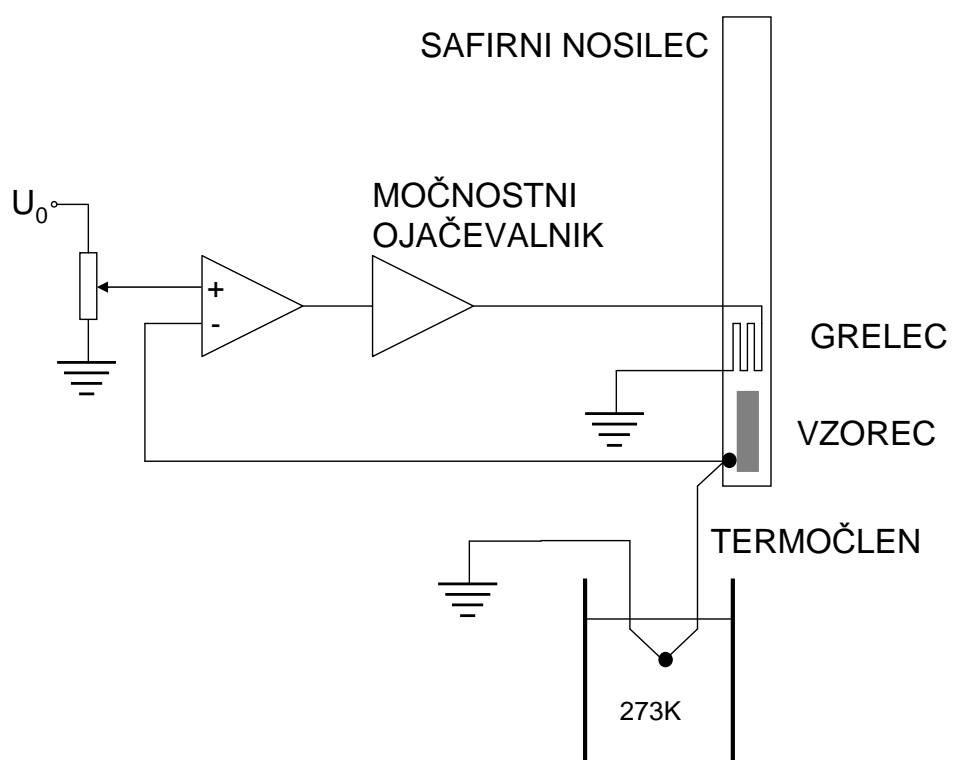 SAFIRNI NOSILEC
MOČNOSTNI
OJAČEVALNIK
U₀
+
-
GRELEC
VZOREC
TERMOČLEN
273K